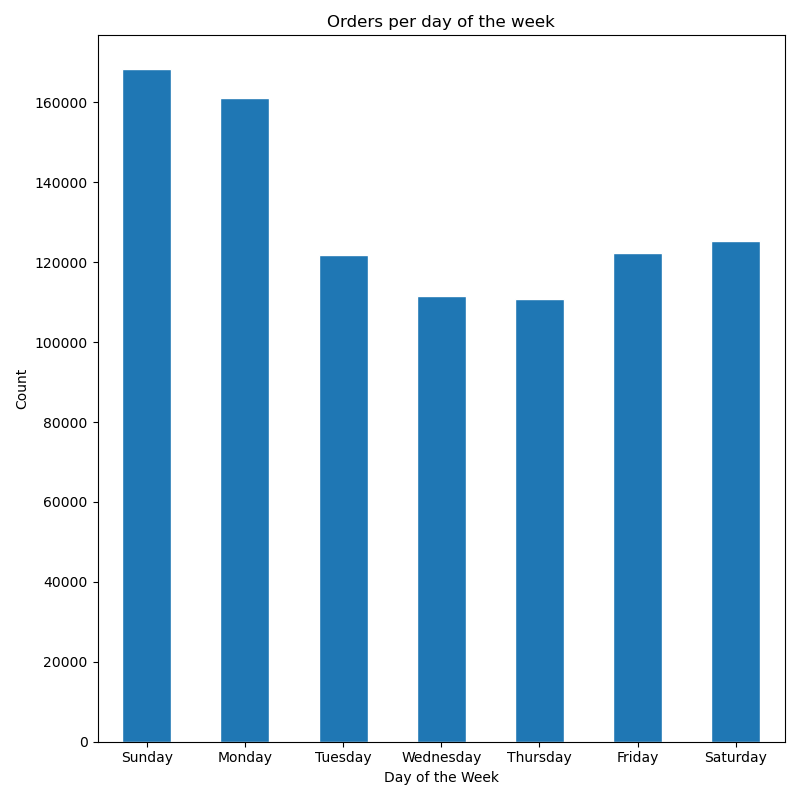 Orders per day of the week
160000
140000
120000
100000
80000
60000
40000
20000
0
Count
Sunday Monday Tuesday Wednesday Thursday Friday Saturday
Day of the Week